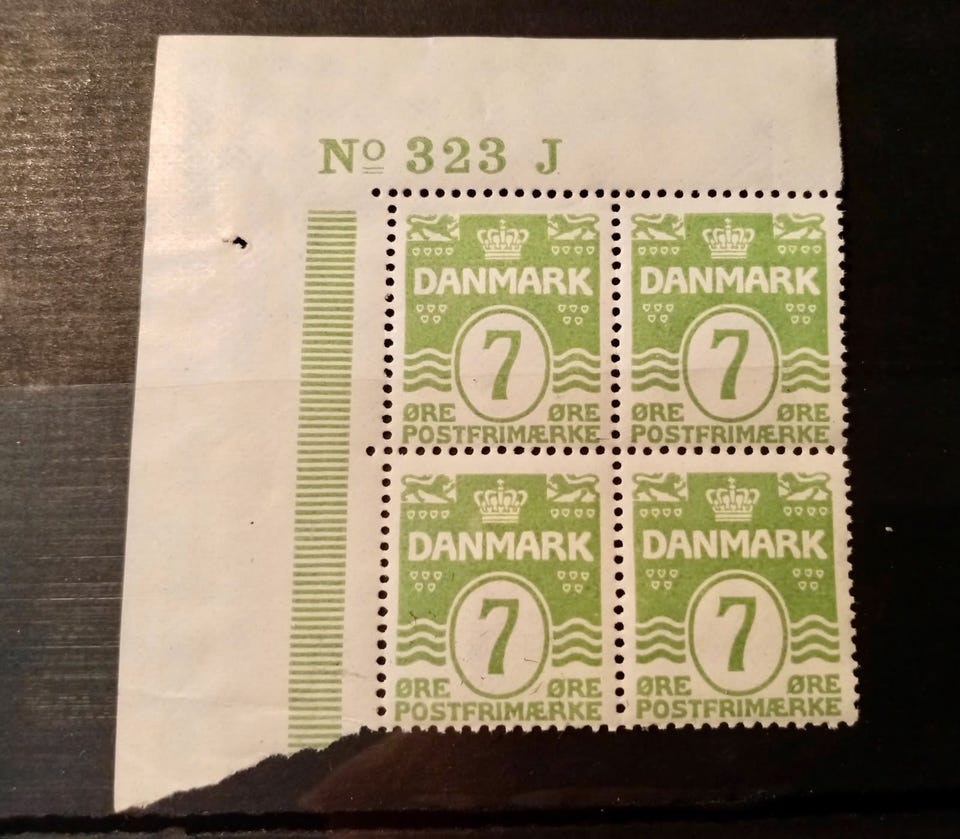 Nº 323 J
DANMARK DANMARK
7 7
ØRE ØRE ØRE ØRE
POSTFRIMÆRKE POSTFRIMÆRKE
DANMARK DANMARK
7 7
ØRE ØRE ØRE ØRE
POSTFRIMÆRKE POSTFRIMÆRKE